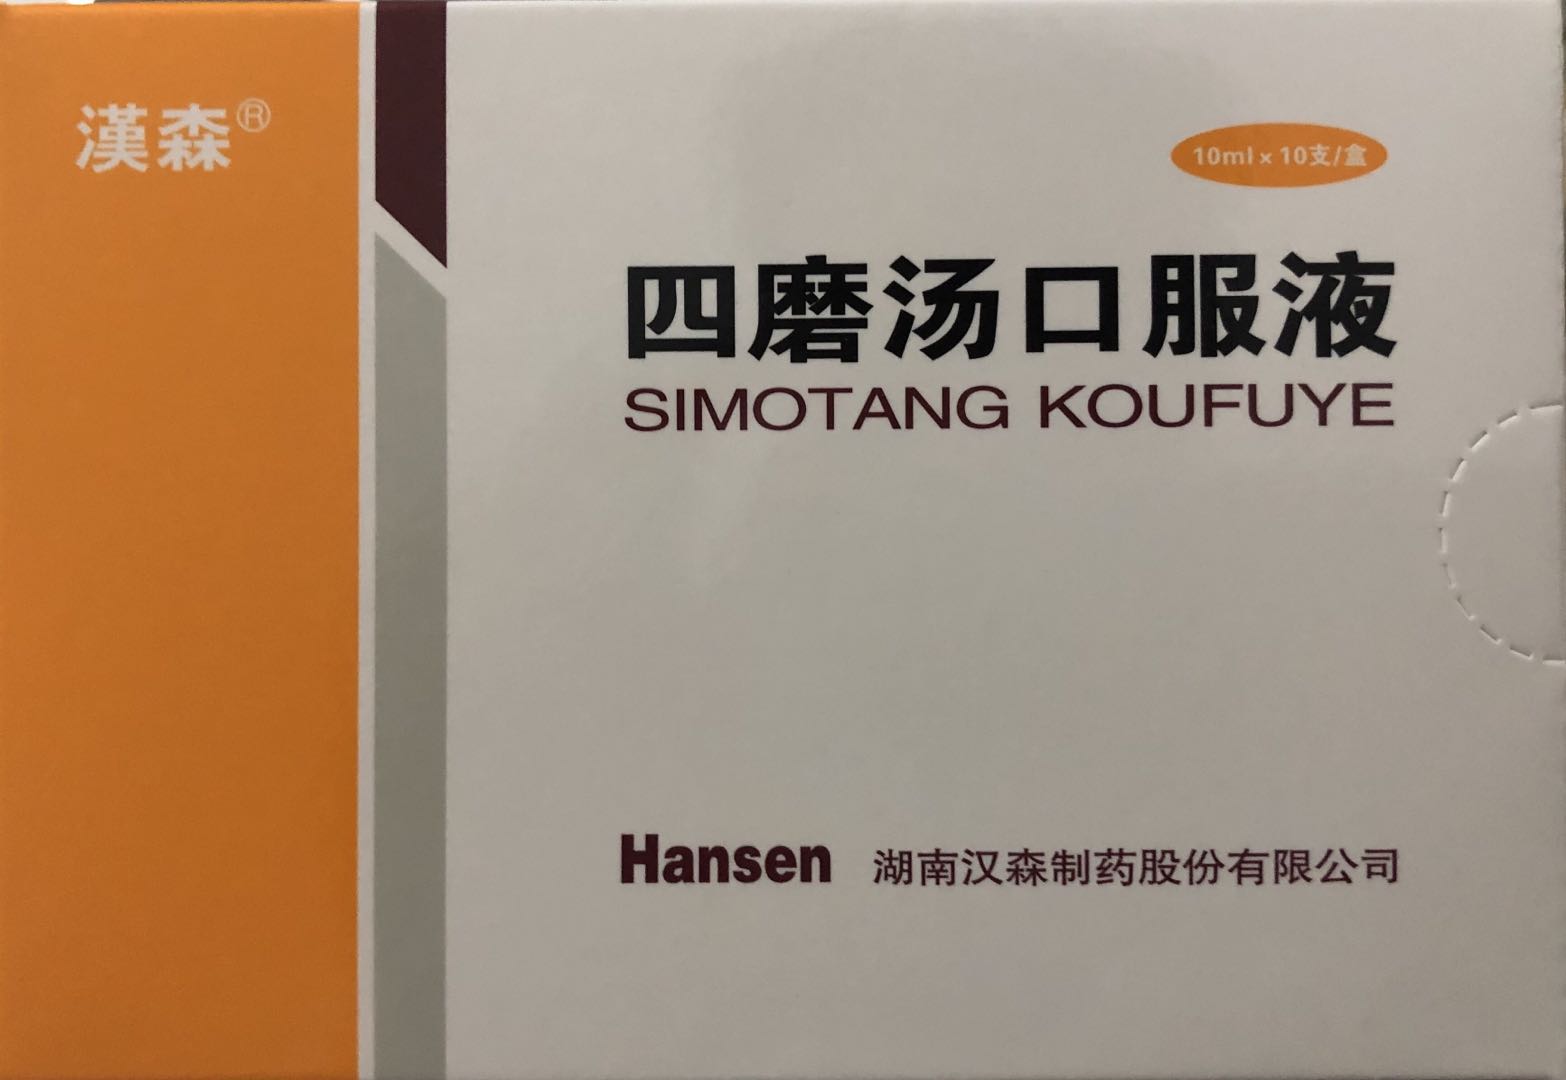 漢森®
10ml×10支/盒
四磨汤口服液
SIMOTANG KOUFUYE
Hansen 湖南汉森制药股份有限公司